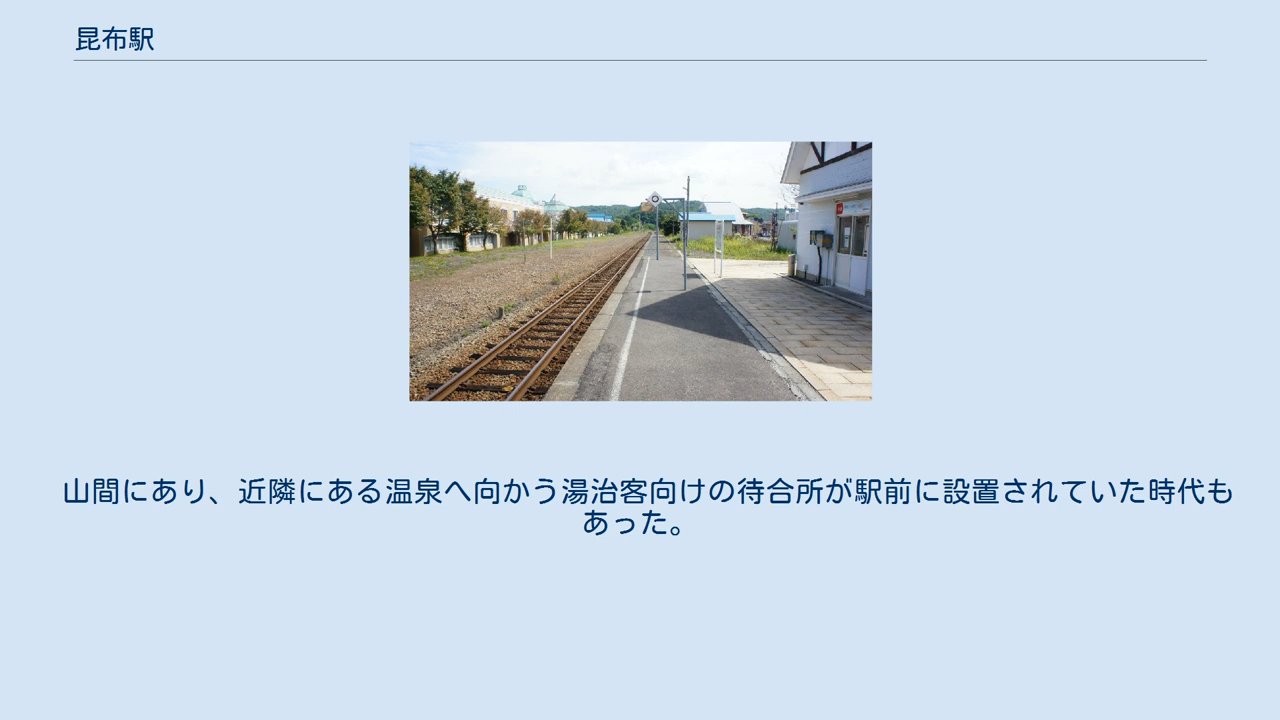 昆布駅
山間にあり、近隣にある温泉へ向かう湯治客向けの待合所が駅前に設置されていた時代も
あった。